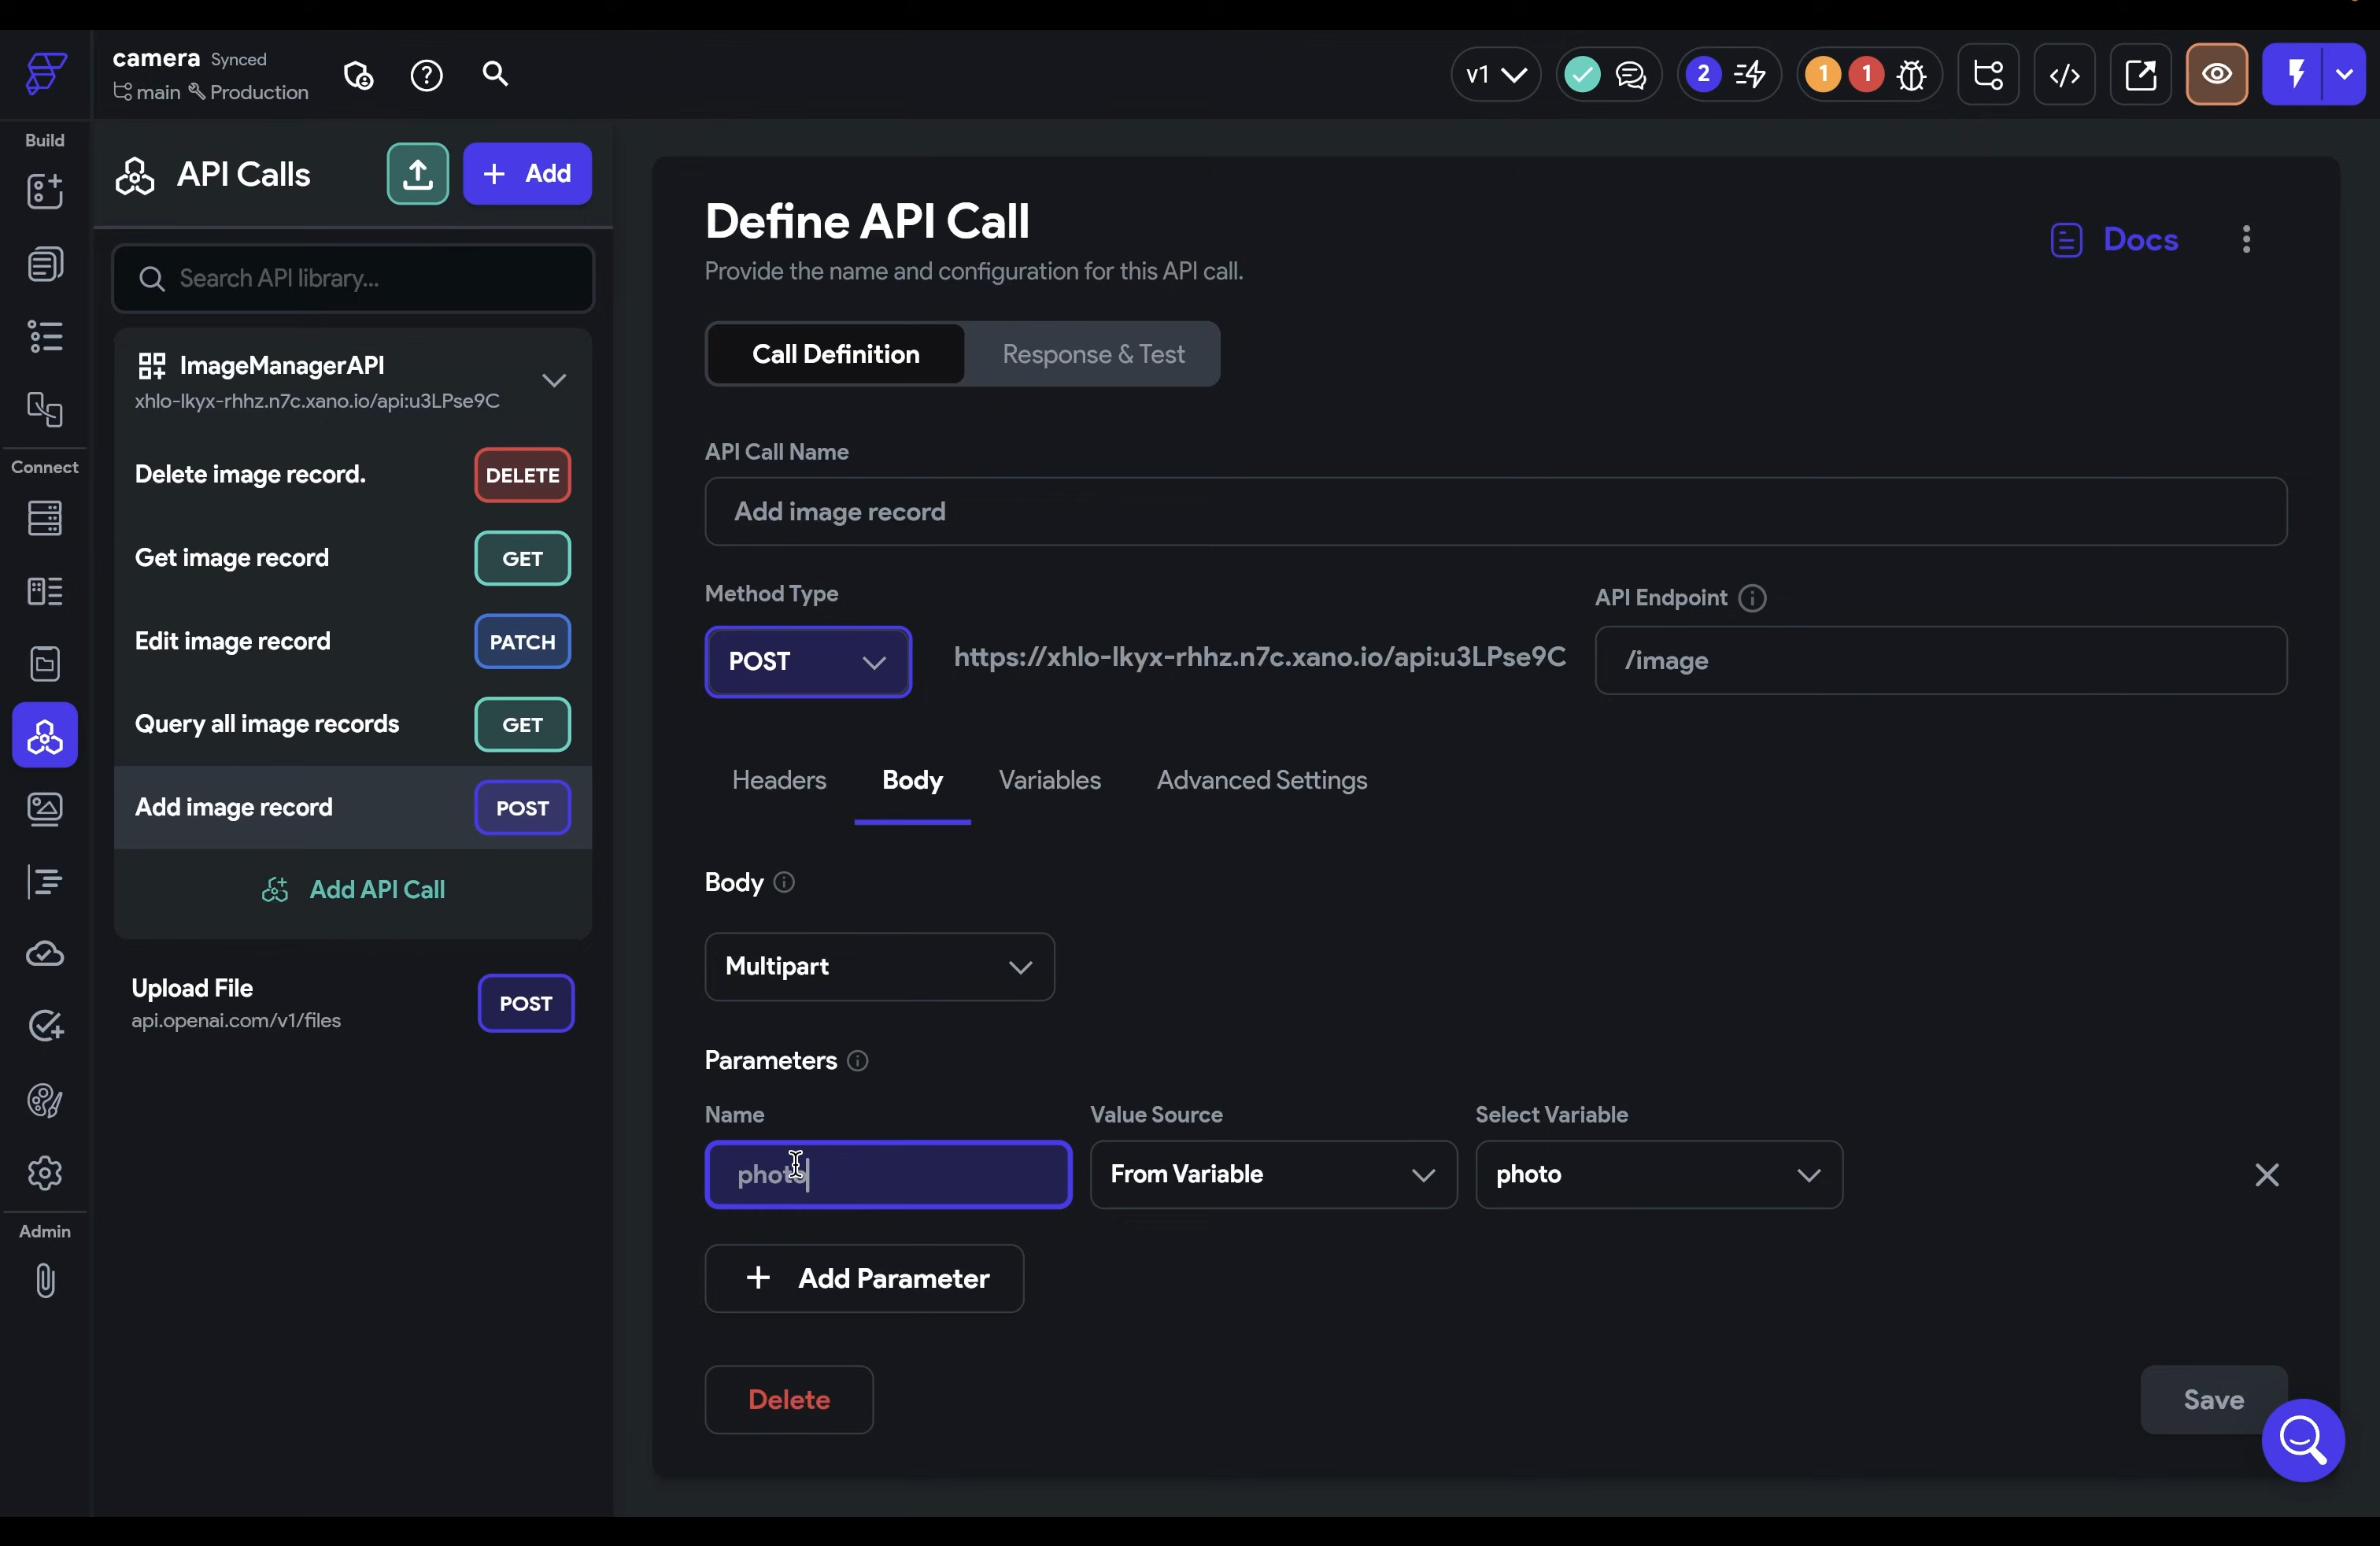 camera Synced
main Production
v1
2
1 1
Build
Connect
Admin
API Calls
+ Add
Search API library...
ImageManagerAPI
xhlo-lkyx-rhhz.n7c.xano.io/api:u3LPse9C
Delete image record. DELETE
Get image record GET
Edit image record PATCH
Query all image records GET
Add image record POST
Add API Call
Upload File POST
api.openai.com/v1/files
Define API Call
Docs
Provide the name and configuration for this API call.
Call Definition Response & Test
API Call Name
Add image record
Method Type API Endpoint
POST https://xhlo-lkyx-rhhz.n7c.xano.io/api:u3LPse9C /image
Headers Body Variables Advanced Settings
Body
Multipart
Parameters
Name Value Source Select Variable
photo From Variable photo
+ Add Parameter
Delete Save